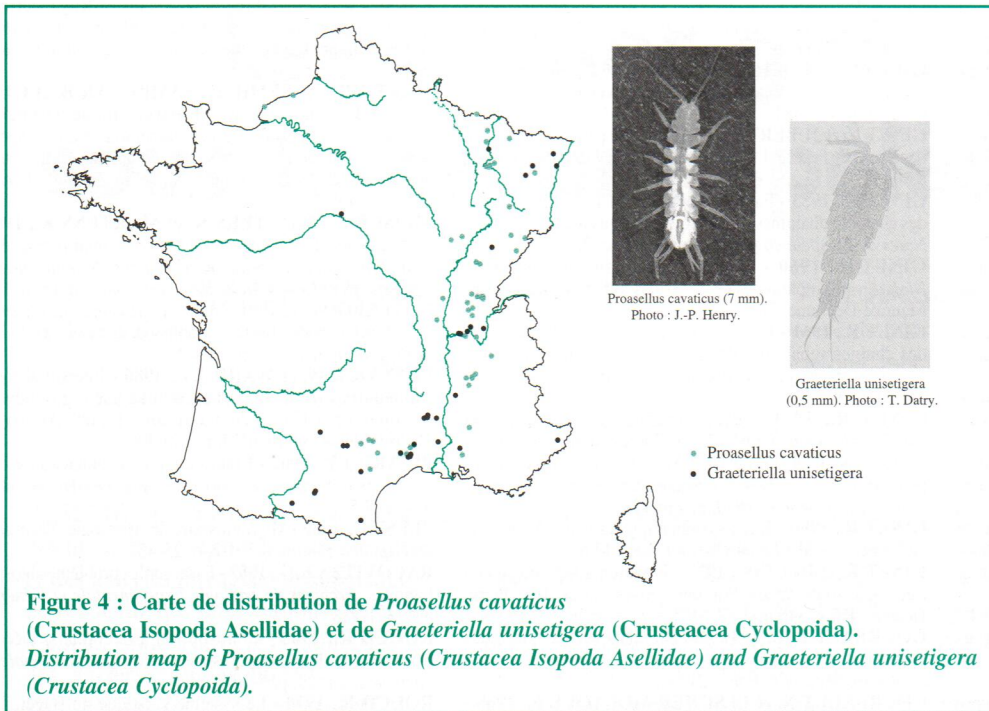 Proasellus cavaticus (7 mm).
Photo : J.-P. Henry.
Graeteriella unisetigera
(0,5 mm). Photo : T. Datry.
Proasellus cavaticus
Graeteriella unisetigera
Figure 4 : Carte de distribution de Proasellus cavaticus
(Crustacea Isopoda Asellidae) et de Graeteriella unisetigera (Crusteacea Cyclopoida).
Distribution map of Proasellus cavaticus (Crustacea Isopoda Asellidae) and Graeteriella unisetigera
(Crustacea Cyclopoida).